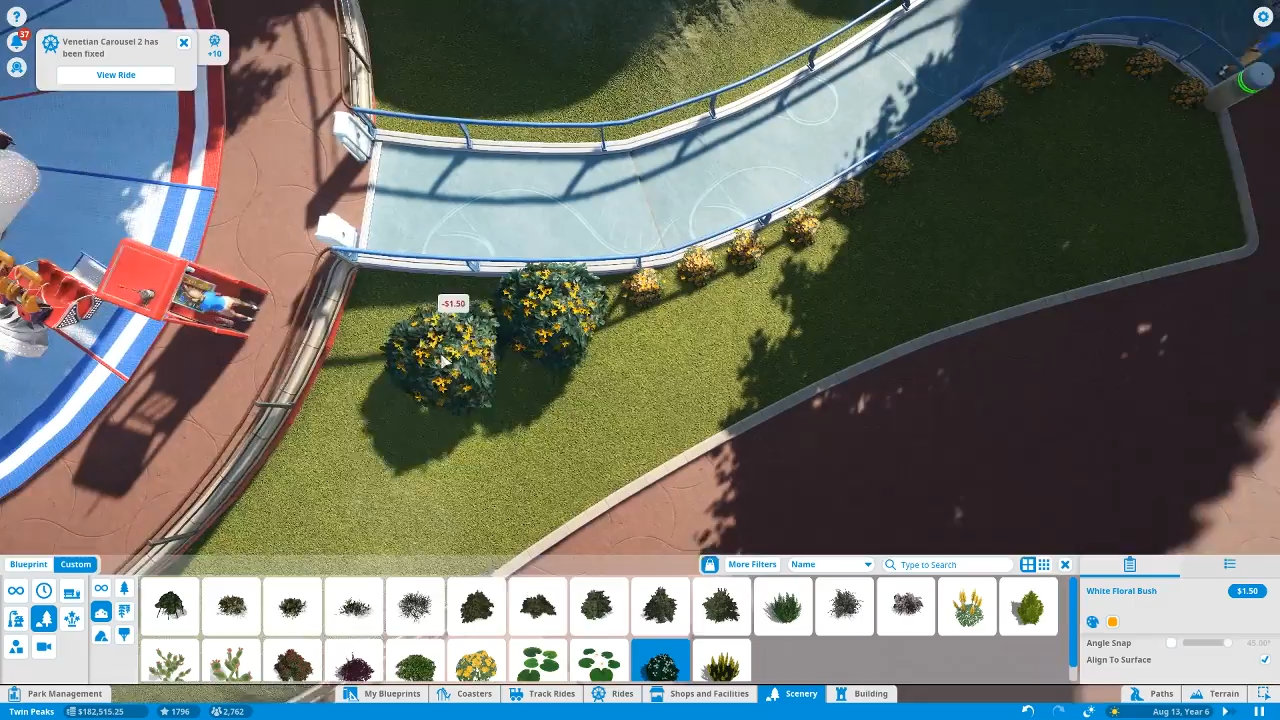 37
Venetian Carousel 2 has
been fixed
+10
View Ride
-$1.50
Blueprint
Custom
More Filters
Name
Type to Search
White Floral Bush
$1.50
Angle Snap
45.00°
Align To Surface
Park Management
My Blueprints
Coasters
Track Rides
Rides
Shops and Facilities
Scenery
Building
Paths
Terrain
Twin Peaks
$182,515.25
1796
2,762
Aug 13, Year 6